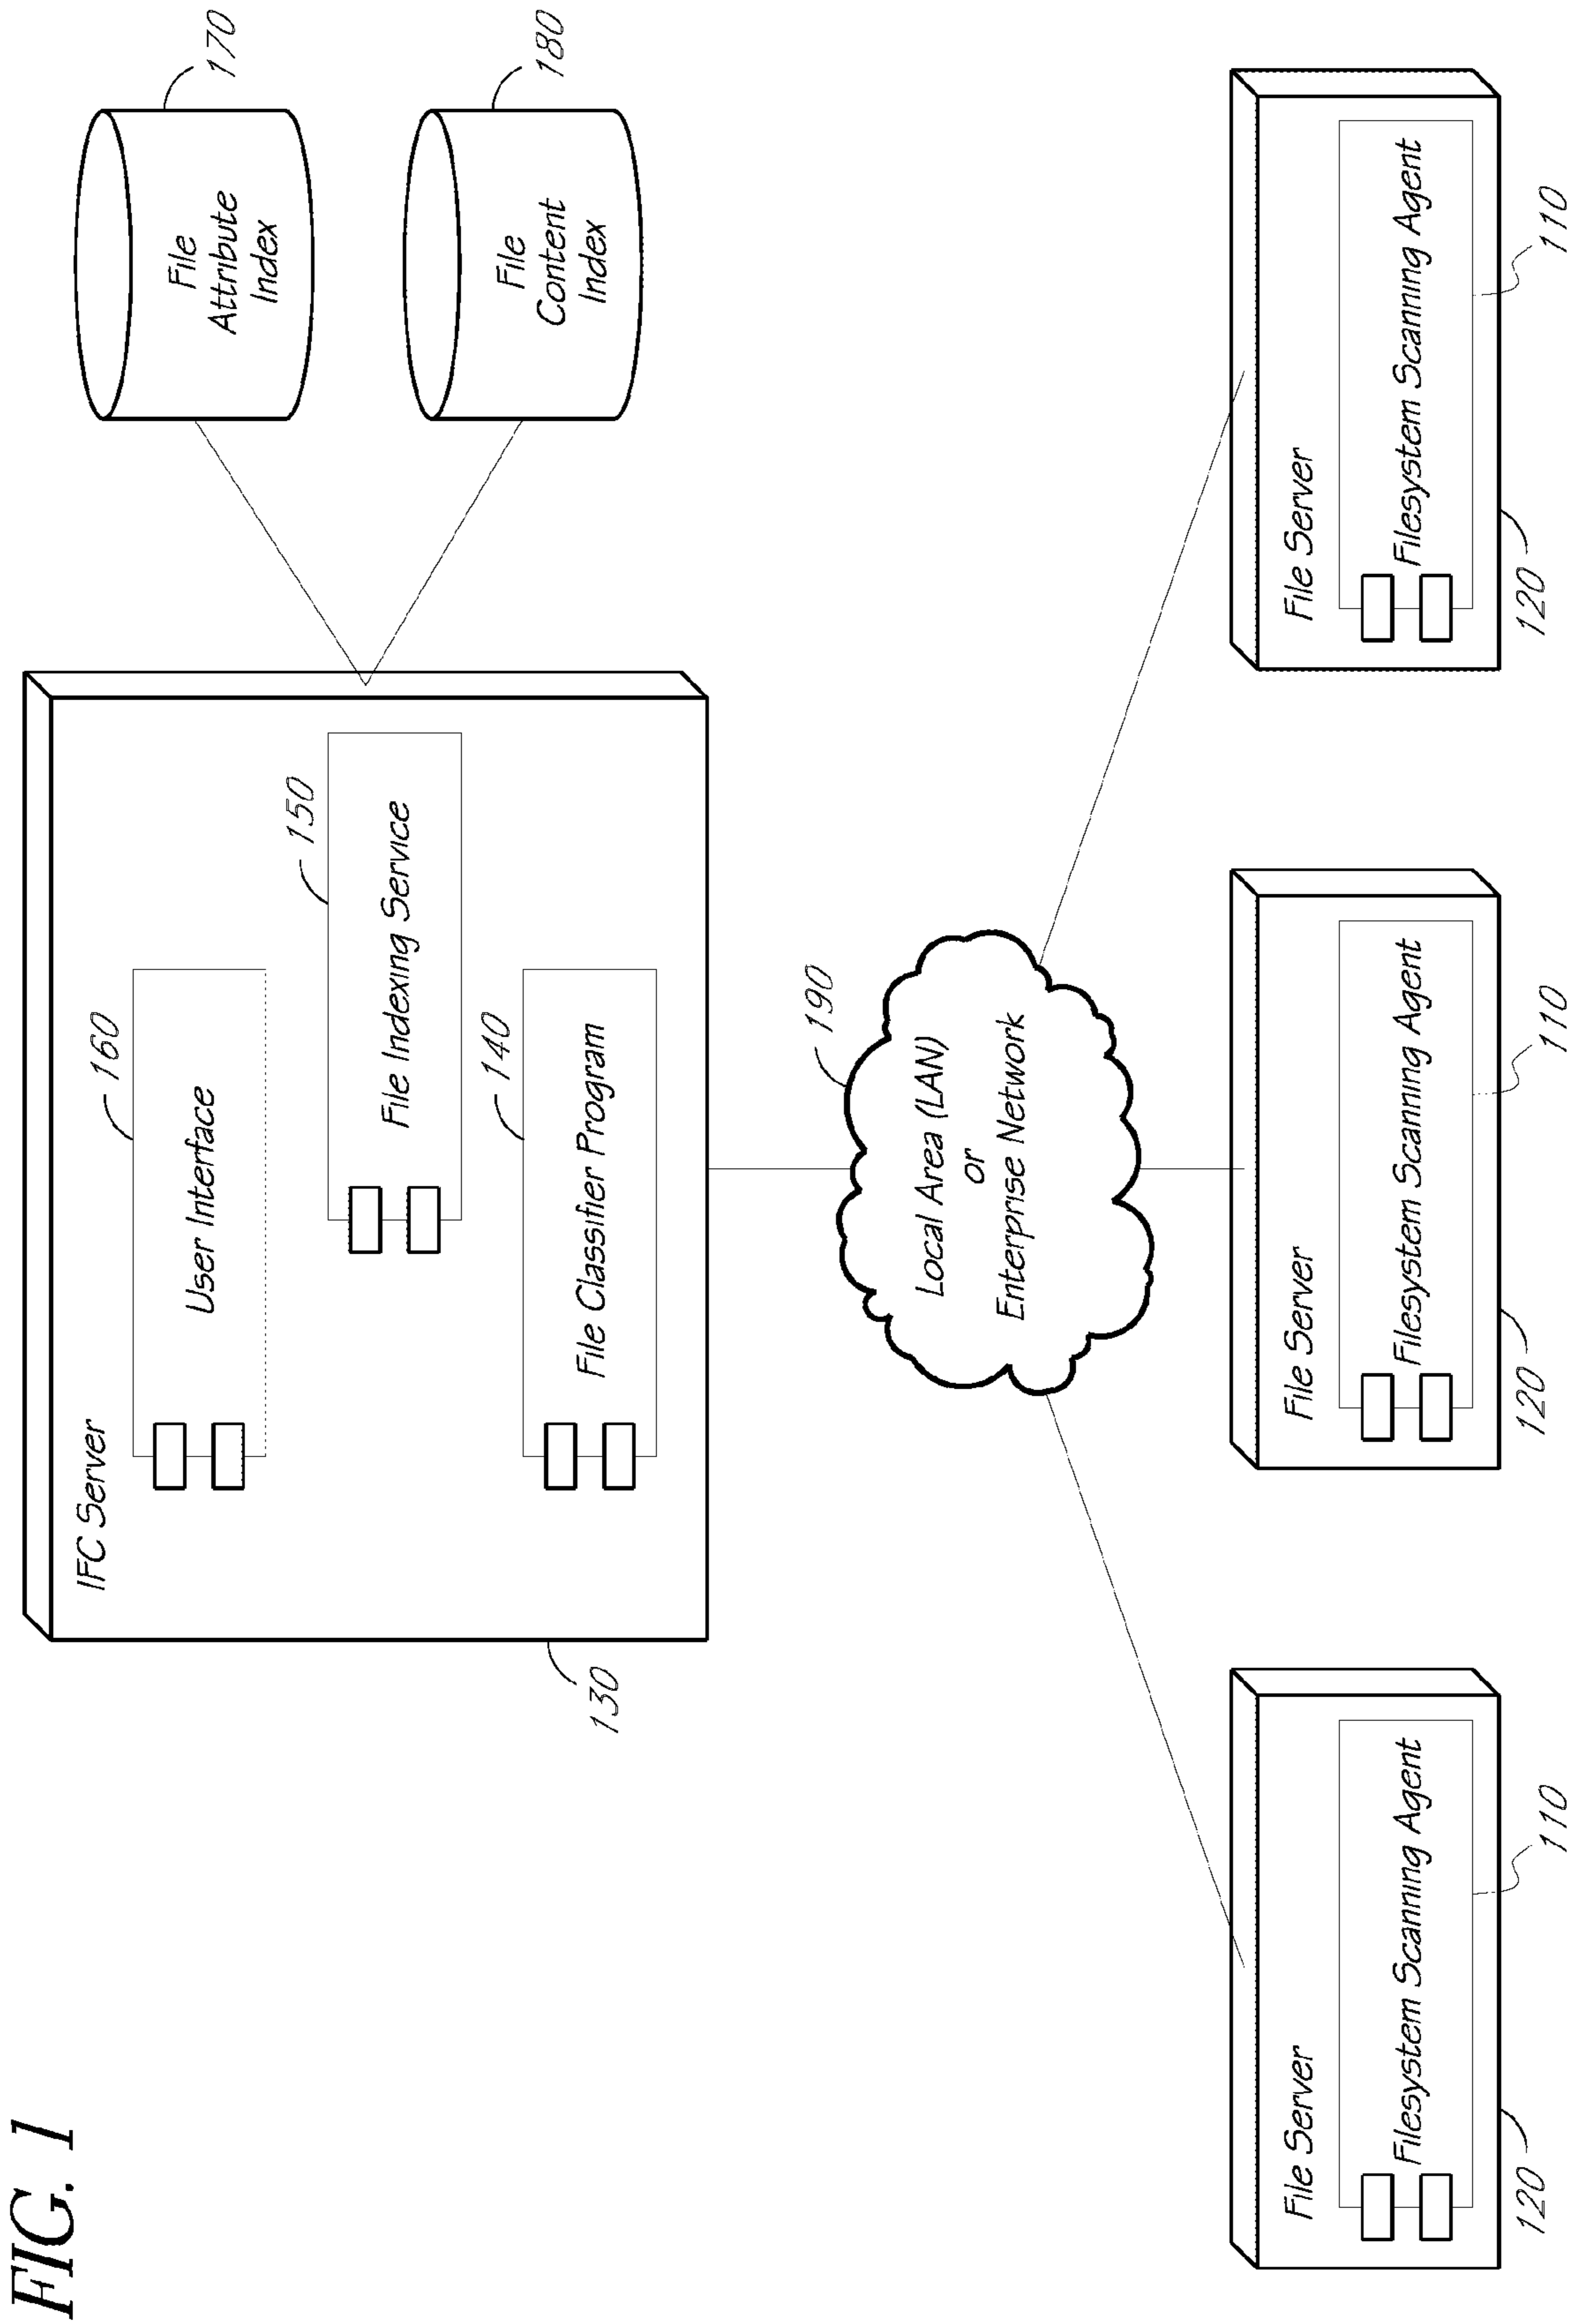 FIG. 1
IFC Server
160
User Interface
150
File Indexing Service
140
File Classifier Program
130
170
File
Attribute
Index
180
File
Content
Index
190
Local Area (LAN)
or
Enterprise Network
File Server
Filesystem Scanning Agent
120
110
File Server
Filesystem Scanning Agent
120
110
File Server
Filesystem Scanning Agent
120
110